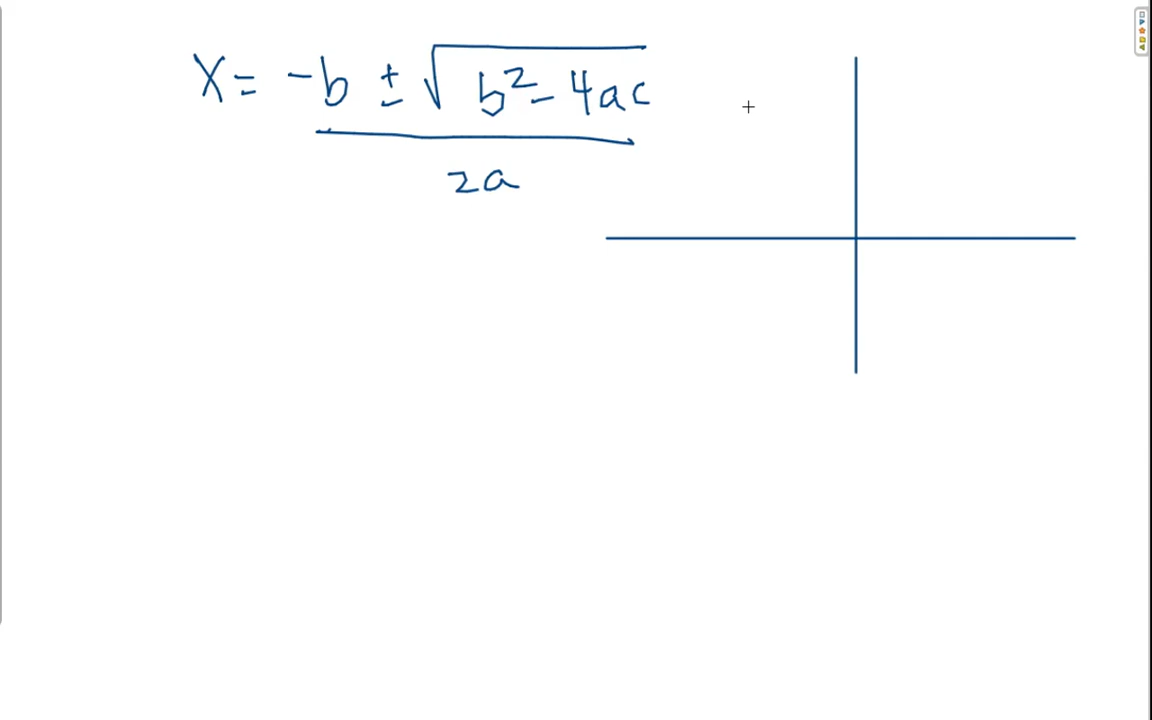 X = -b ± √ b² - 4ac
2a